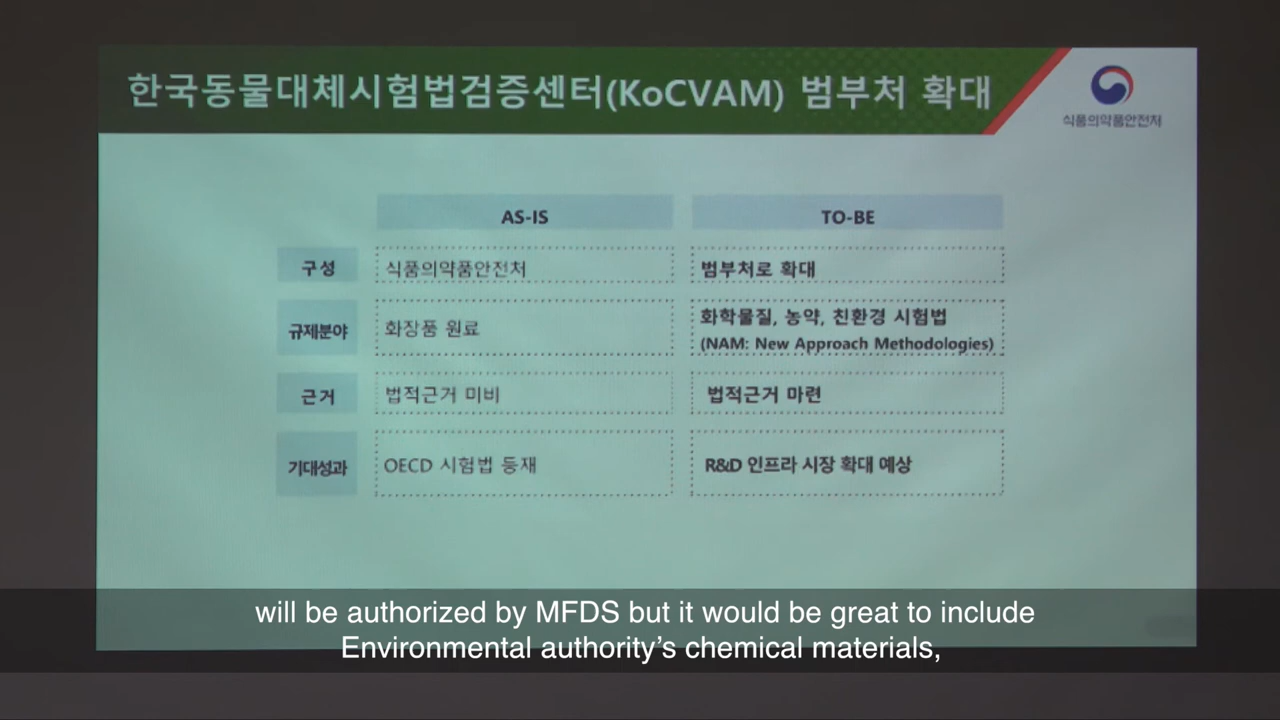 한국동물대체시험법검증센터(KoCVAM) 범부처 확대
식품의약품안전처
AS-IS
TO-BE
구성
식품의약품안전처
범부처로 확대
규제분야
화장품 원료
화학물질, 농약, 친환경 시험법
(NAM: New Approach Methodologies)
근거
법적근거 미비
법적근거 마련
기대성과
OECD 시험법 등재
R&D 인프라 시장 확대 예상
will be authorized by MFDS but it would be great to include
Environmental authority’s chemical materials,